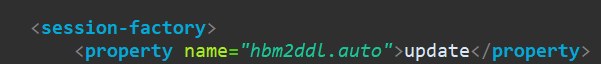 <session-factory>
<property name="hbm2ddl.auto">update</property>